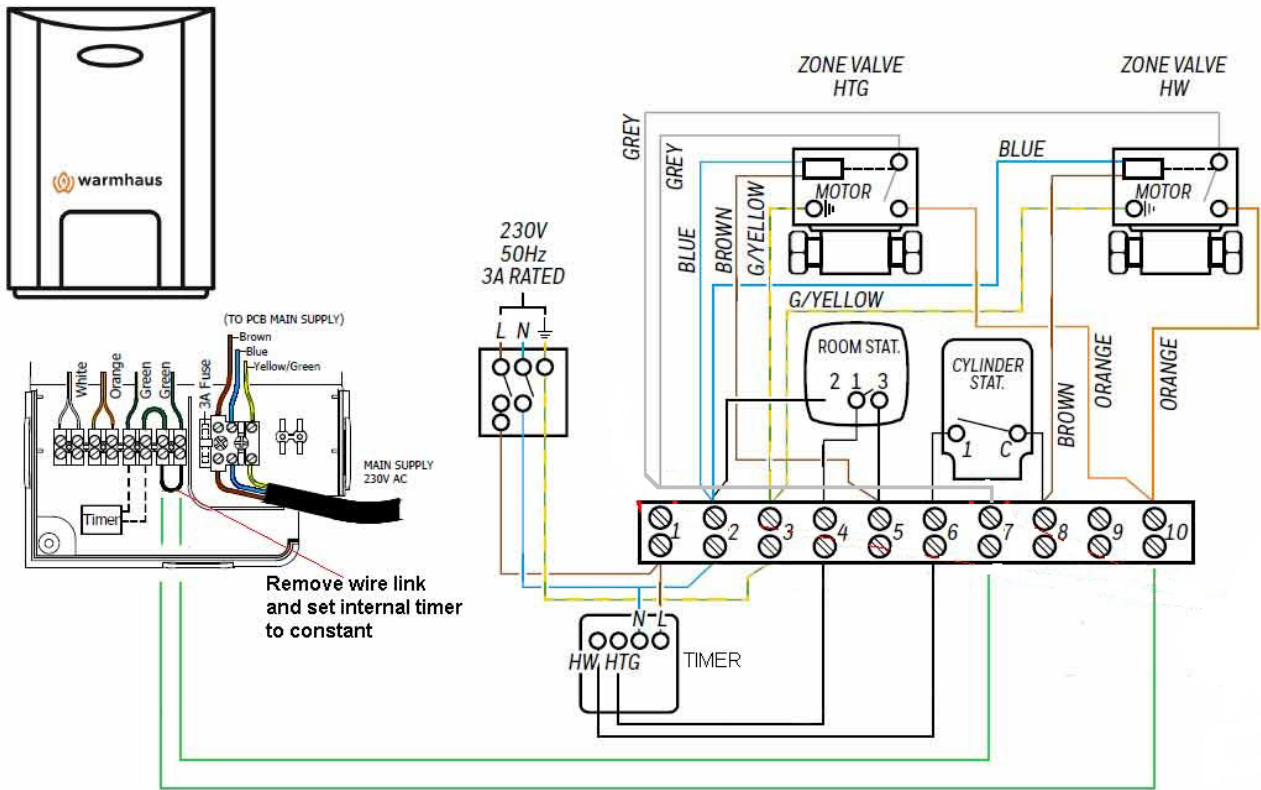 warmhaus
ZONE VALVE
HTG
ZONE VALVE
HW
GREY
GREY
BLUE
BROWN
G/YELLOW
MOTOR
BLUE
MOTOR
230V
50Hz
3A RATED
L N
G/YELLOW
ROOM STAT.
2 1 3
CYLINDER
STAT.
1 C
BROWN
ORANGE
ORANGE
(TO PCB MAIN SUPPLY)
Brown
Blue
Yellow/Green
White
Orange
Green
Green
3A Fuse
MAIN SUPPLY
230V AC
Timer
1 2 3 4 5 6 7 8 9 10
Remove wire link
and set internal timer
to constant
N L
HW HTG
TIMER